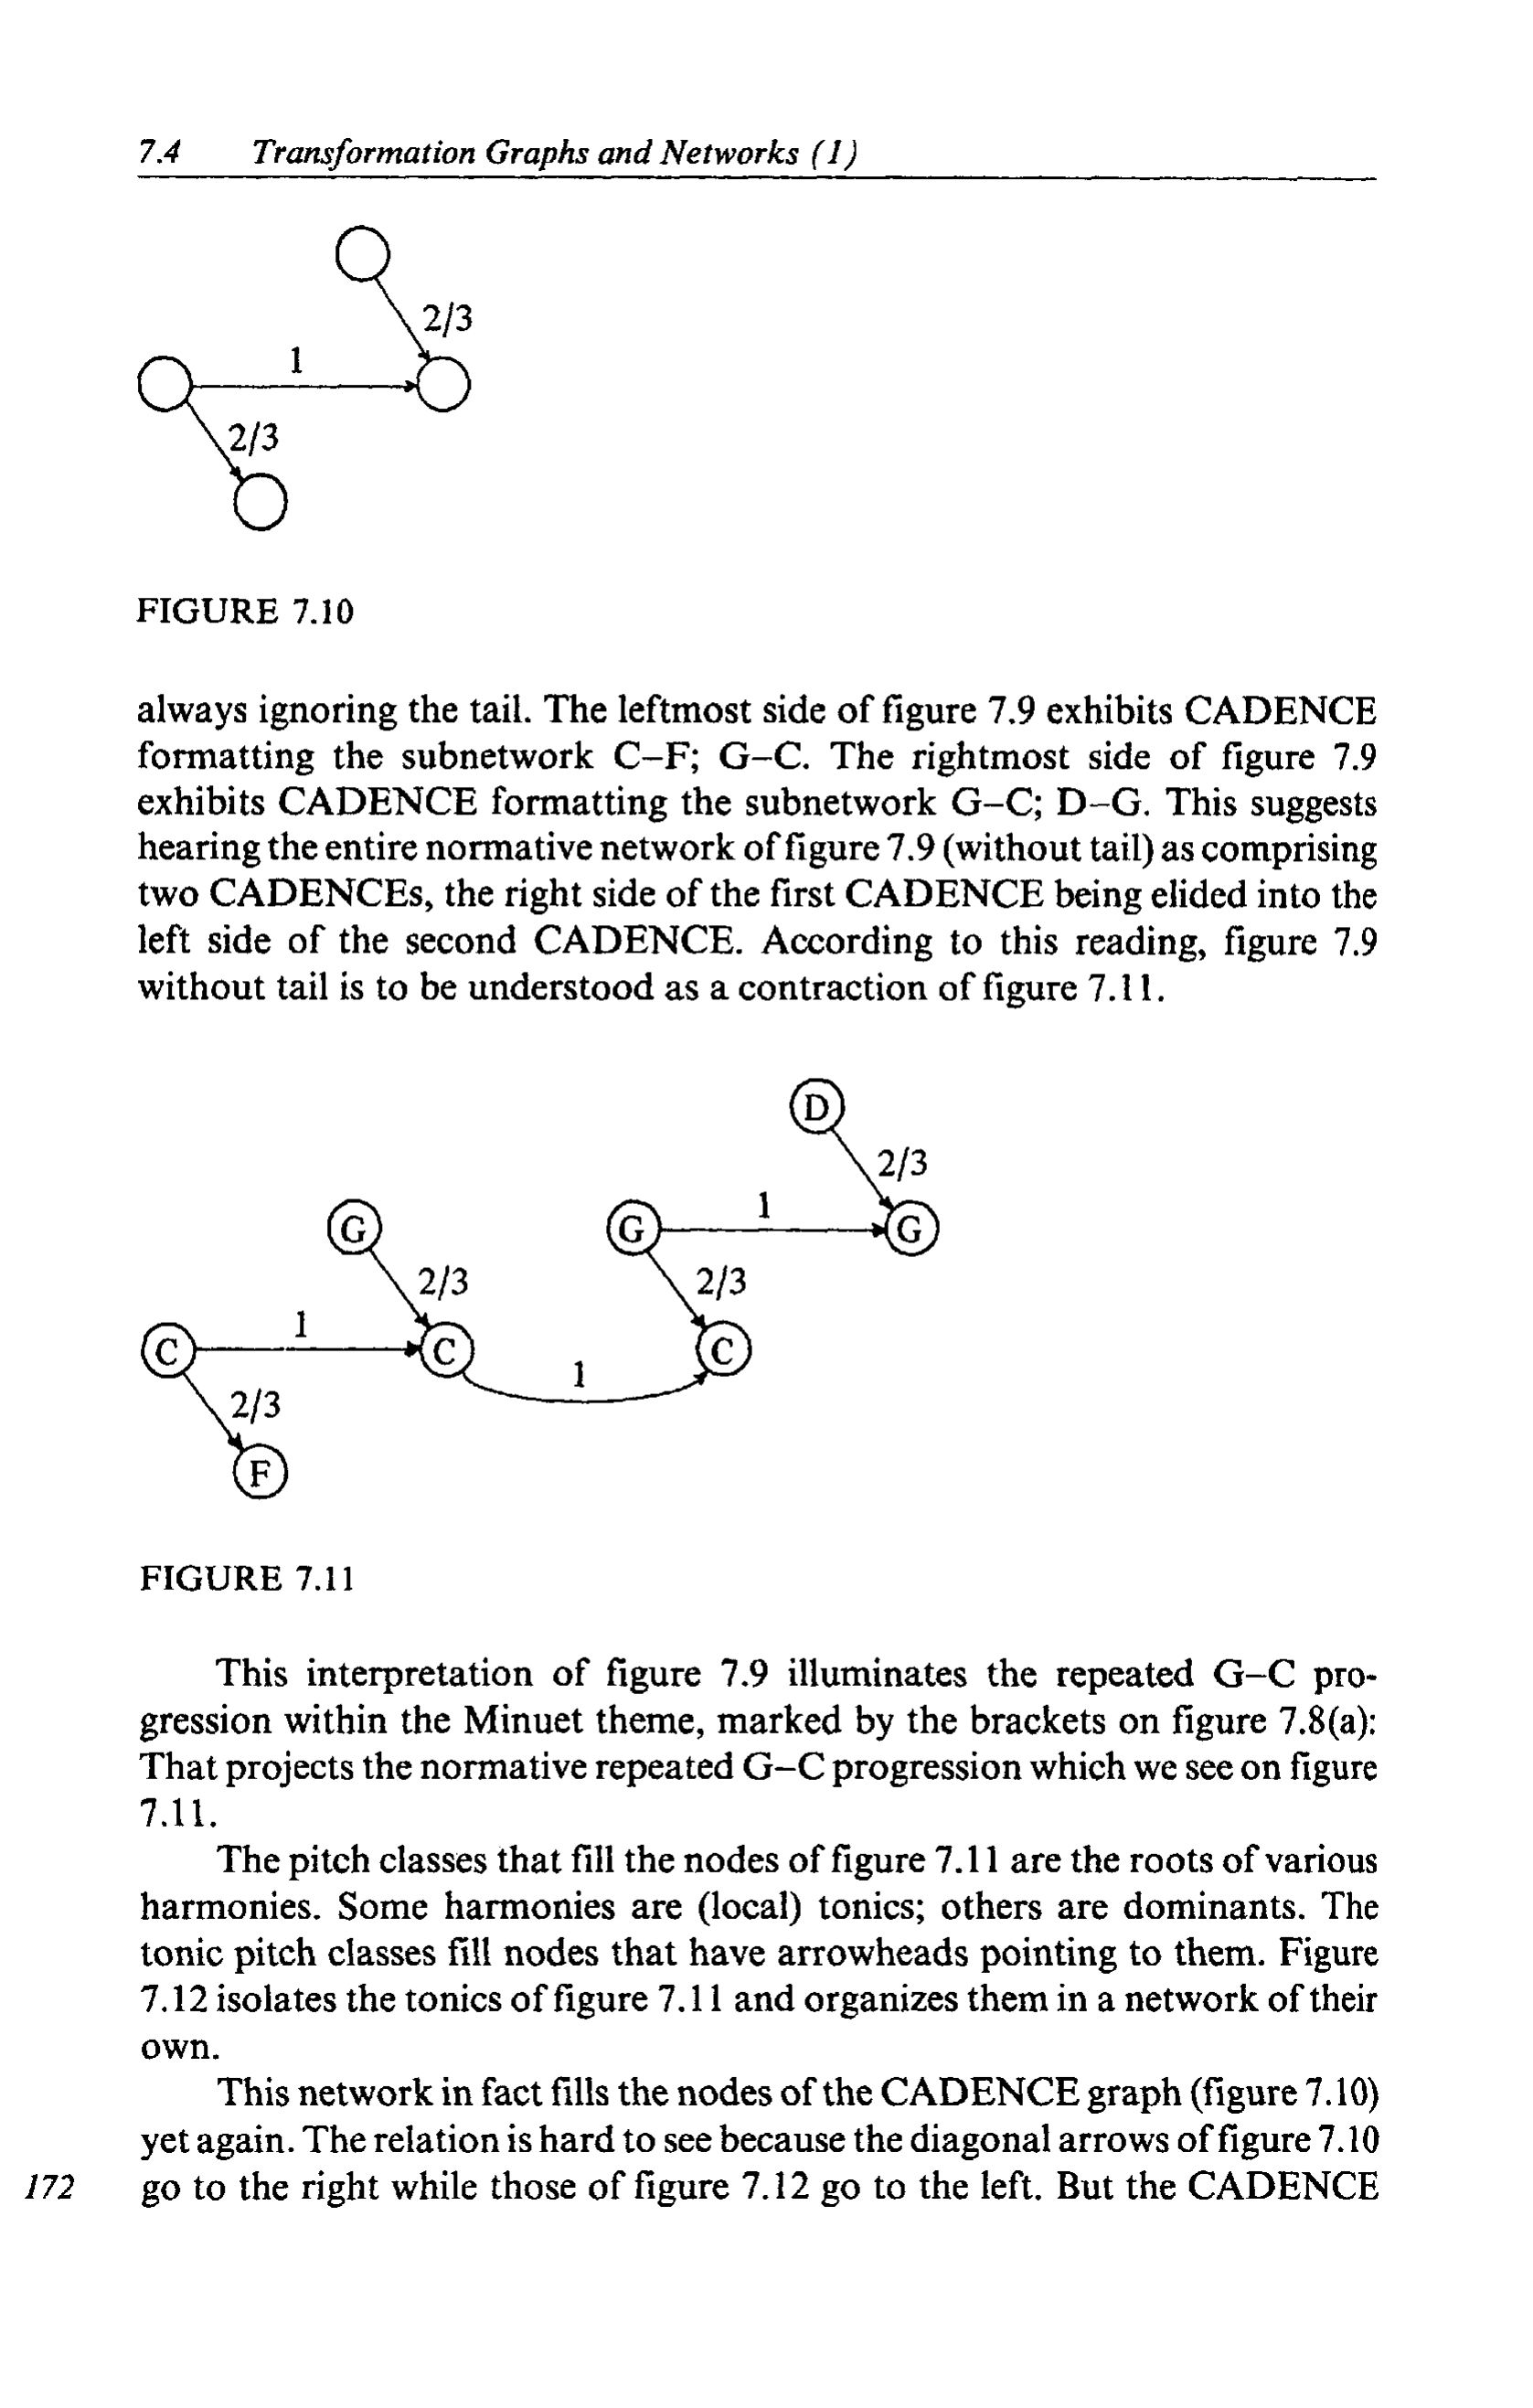 7.4 Transformation Graphs and Networks (1)
2/3
1
2/3
FIGURE 7.10
always ignoring the tail. The leftmost side of figure 7.9 exhibits CADENCE
formatting the subnetwork C–F; G–C. The rightmost side of figure 7.9
exhibits CADENCE formatting the subnetwork G–C; D–G. This suggests
hearing the entire normative network of figure 7.9 (without tail) as comprising
two CADENCEs, the right side of the first CADENCE being elided into the
left side of the second CADENCE. According to this reading, figure 7.9
without tail is to be understood as a contraction of figure 7.11.
D
2/3
G G 1 G
2/3 2/3
C 1 C 1 C
2/3
F
FIGURE 7.11
This interpretation of figure 7.9 illuminates the repeated G–C pro-
gression within the Minuet theme, marked by the brackets on figure 7.8(a):
That projects the normative repeated G–C progression which we see on figure
7.11.
The pitch classes that fill the nodes of figure 7.11 are the roots of various
harmonies. Some harmonies are (local) tonics; others are dominants. The
tonic pitch classes fill nodes that have arrowheads pointing to them. Figure
7.12 isolates the tonics of figure 7.11 and organizes them in a network of their
own.
This network in fact fills the nodes of the CADENCE graph (figure 7.10)
yet again. The relation is hard to see because the diagonal arrows of figure 7.10
172 go to the right while those of figure 7.12 go to the left. But the CADENCE